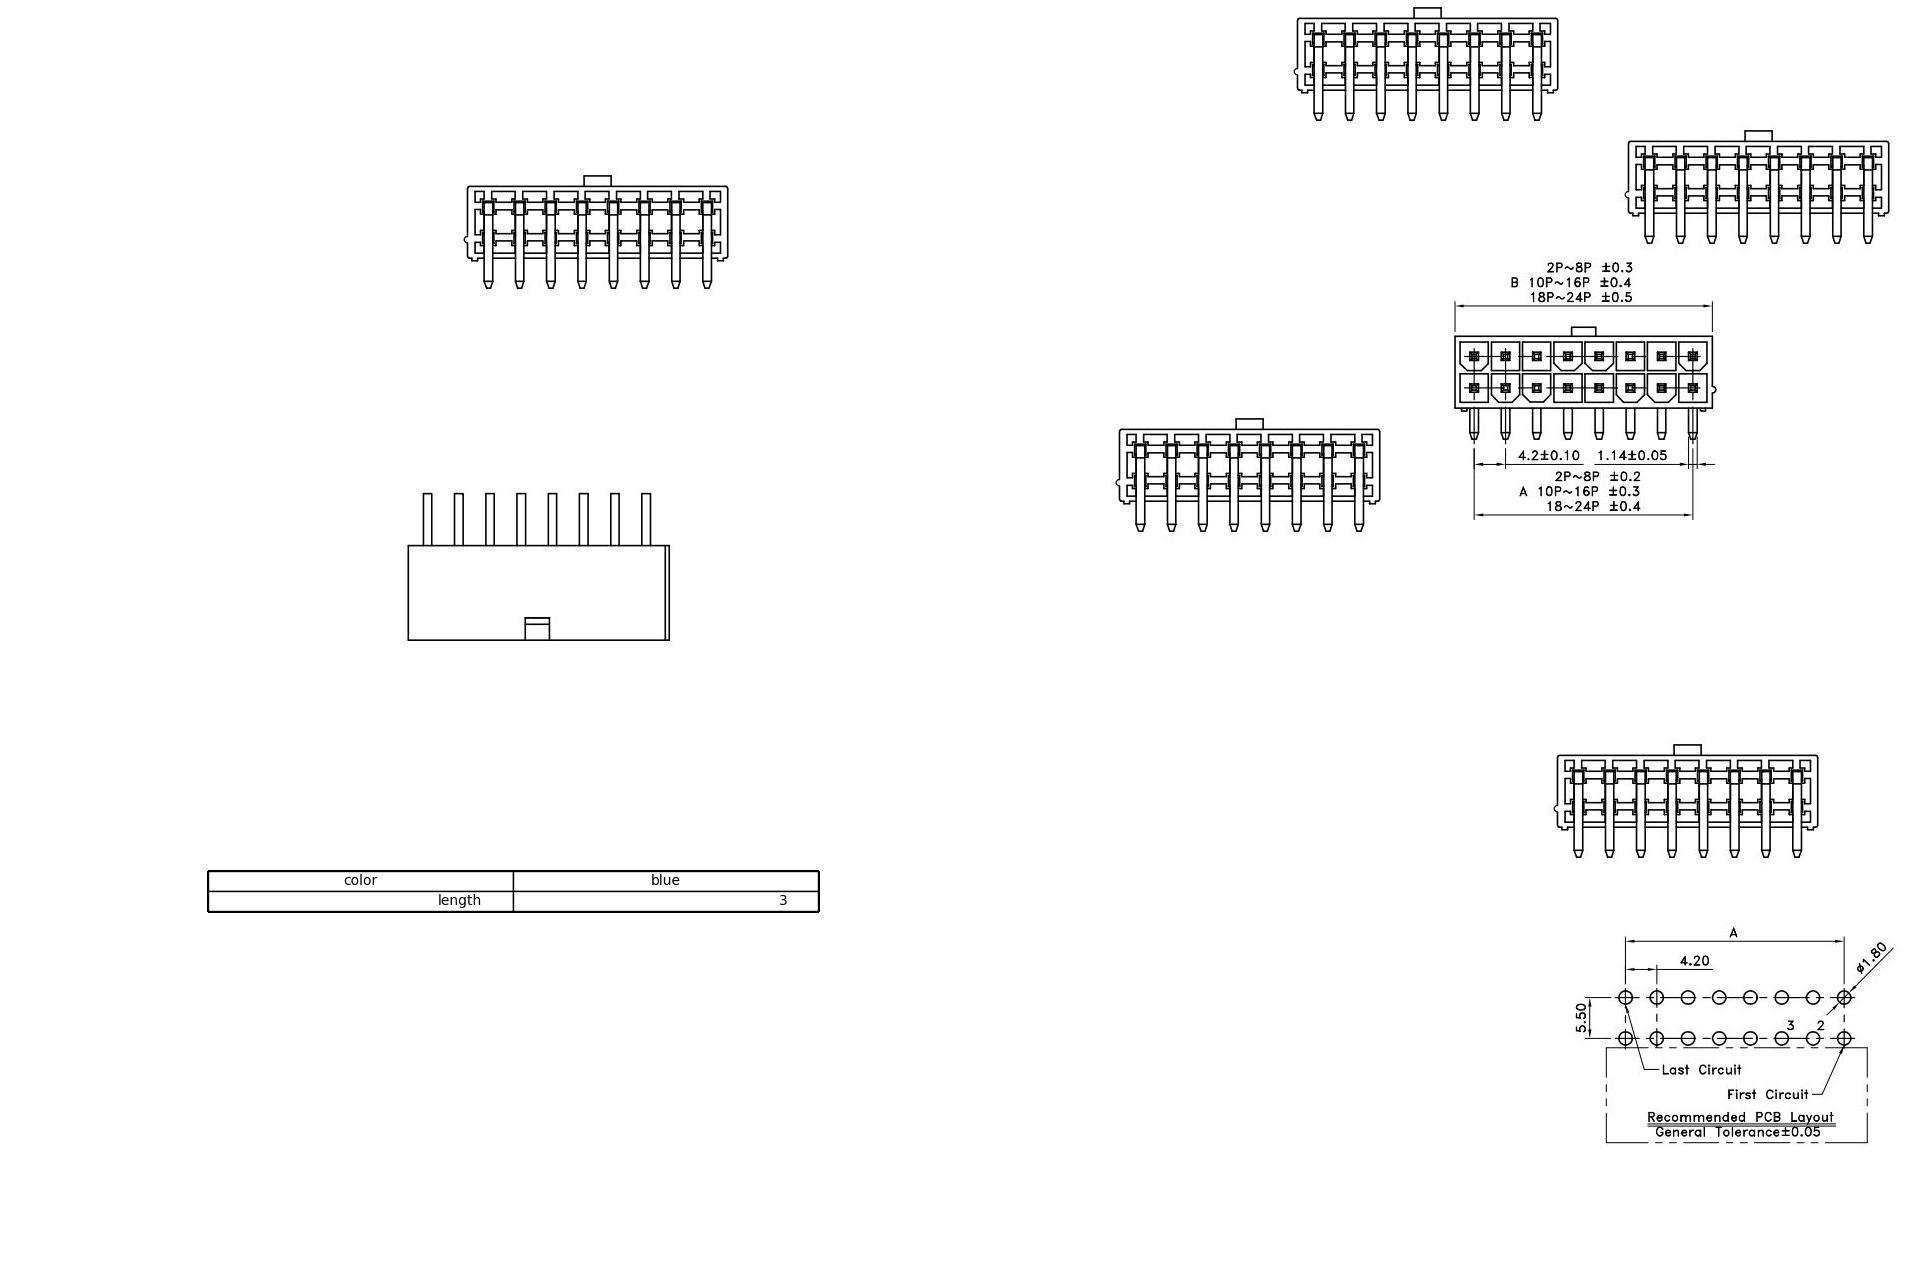 2P~8P ±0.3
B 10P~16P ±0.4
18P~24P ±0.5
4.2±0.10 1.14±0.05
2P~8P ±0.2
A 10P~16P ±0.3
18~24P ±0.4
color blue
length 3
A
4.20
ø1.80
5.50
3 2
Last Circuit
First Circuit
Recommended PCB Layout
General Tolerance±0.05